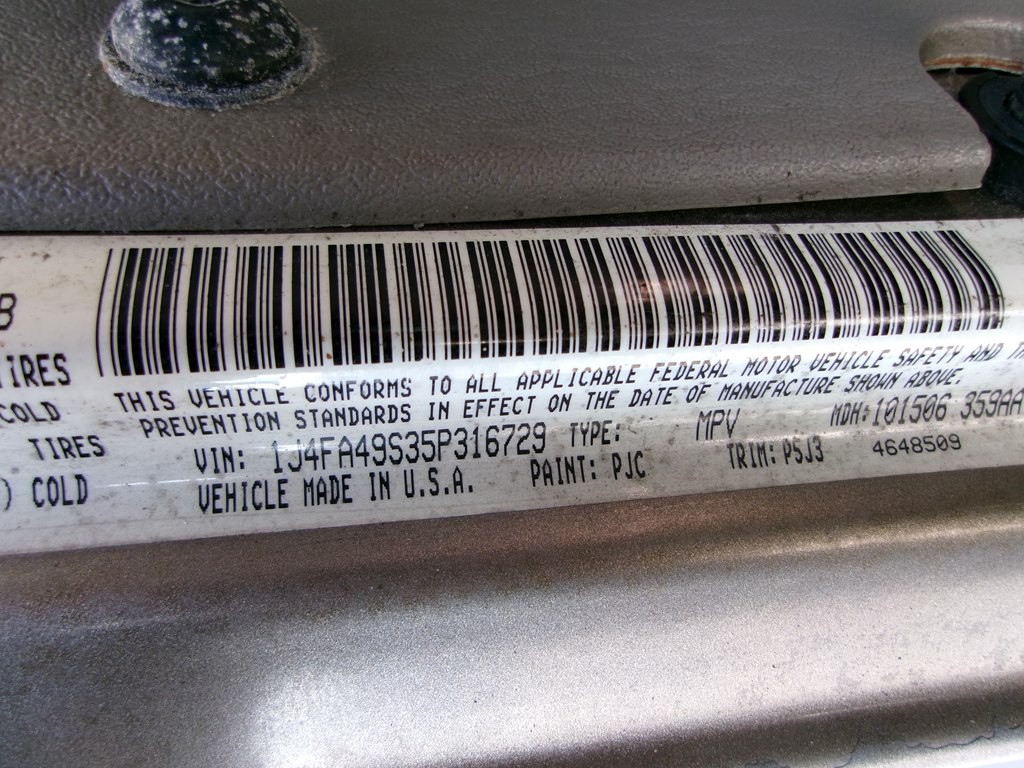 B
TIRES
COLD
TIRES
) COLD
THIS VEHICLE CONFORMS TO ALL APPLICABLE FEDERAL MOTOR VEHICLE SAFETY AND
PREVENTION STANDARDS IN EFFECT ON THE DATE OF MANUFACTURE SHOWN ABOVE.
VIN: 1J4FA49S35P316729 TYPE: MPV MDH:101506 359AA
VEHICLE MADE IN U.S.A. PAINT: PJC TRIM: PSJ3 4648509